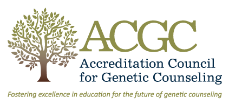 ACGC
Accreditation Council
for Genetic Counseling
Fostering excellence in education for the future of genetic counseling